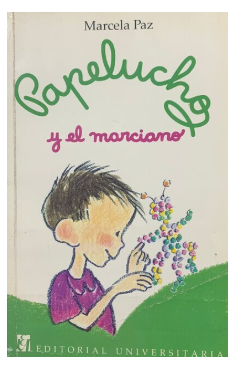 Marcela Paz
Papelucho
y el marciano
EDITORIAL UNIVERSITARIA